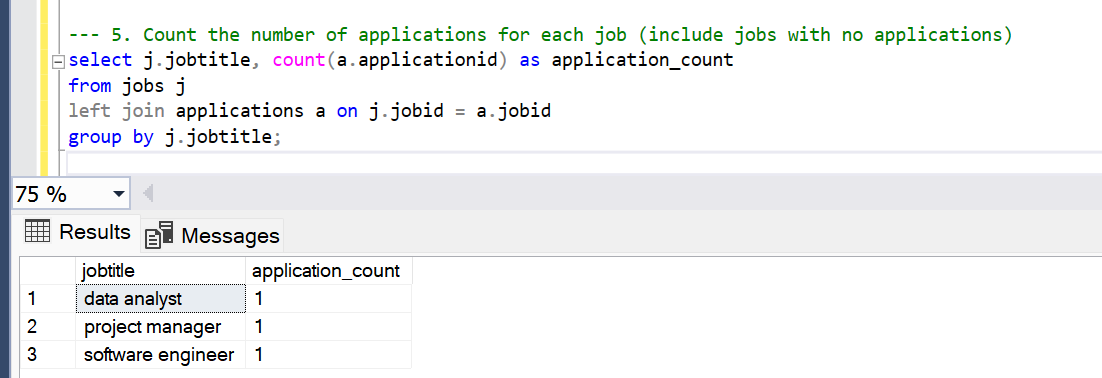 --- 5. Count the number of applications for each job (include jobs with no applications)
select j.jobtitle, count(a.applicationid) as application_count
from jobs j
left join applications a on j.jobid = a.jobid
group by j.jobtitle;
75 %
Results Messages
jobtitle application_count
1 data analyst 1
2 project manager 1
3 software engineer 1